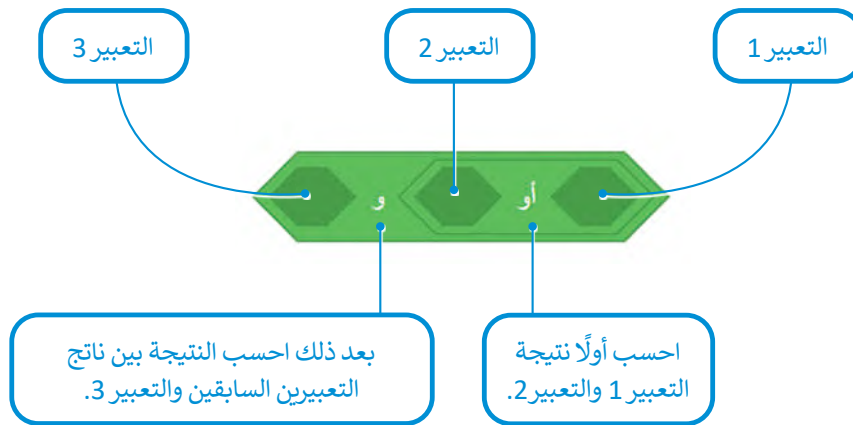 التعبير 1
التعبير 2
التعبير 3
أو
و
احسب أولًا نتيجة
التعبير 1 والتعبير2.
بعد ذلك احسب النتيجة بين ناتج
التعبيرين السابقين والتعبير 3.